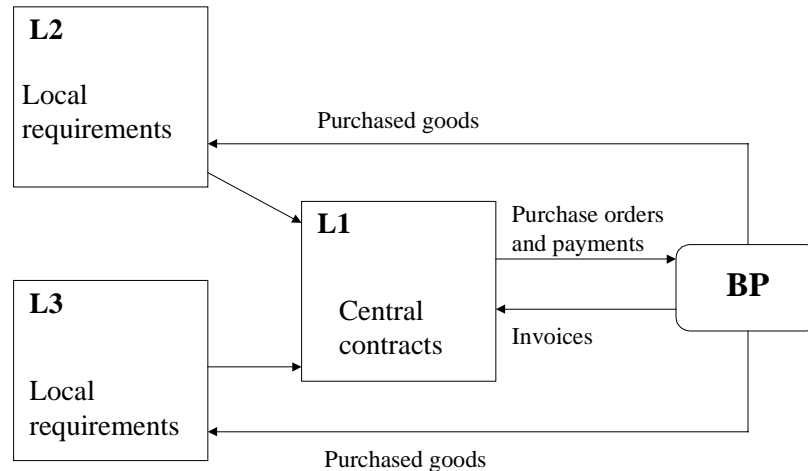 L2
Local
requirements
Purchased goods
L1
Central
contracts
Purchase orders
and payments
BP
Invoices
L3
Local
requirements
Purchased goods